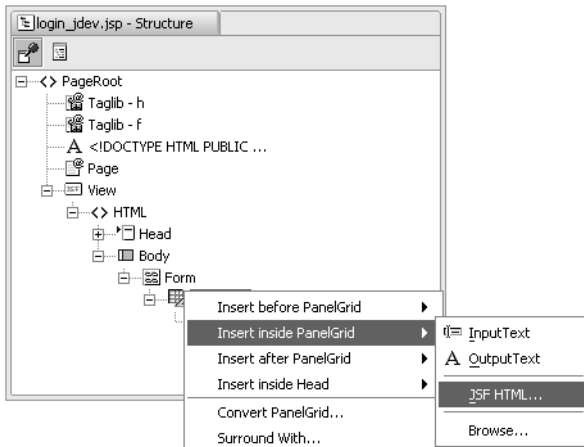 login_jdev.jsp - Structure
PageRoot
Taglib - h
Taglib - f
A <!DOCTYPE HTML PUBLIC ...
Page
JSF View
<> HTML
Head
Body
Form
Insert before PanelGrid
Insert inside PanelGrid
InputText
Insert after PanelGrid
A OutputText
Insert inside Head
JSF HTML...
Convert PanelGrid...
Browse...
Surround With...